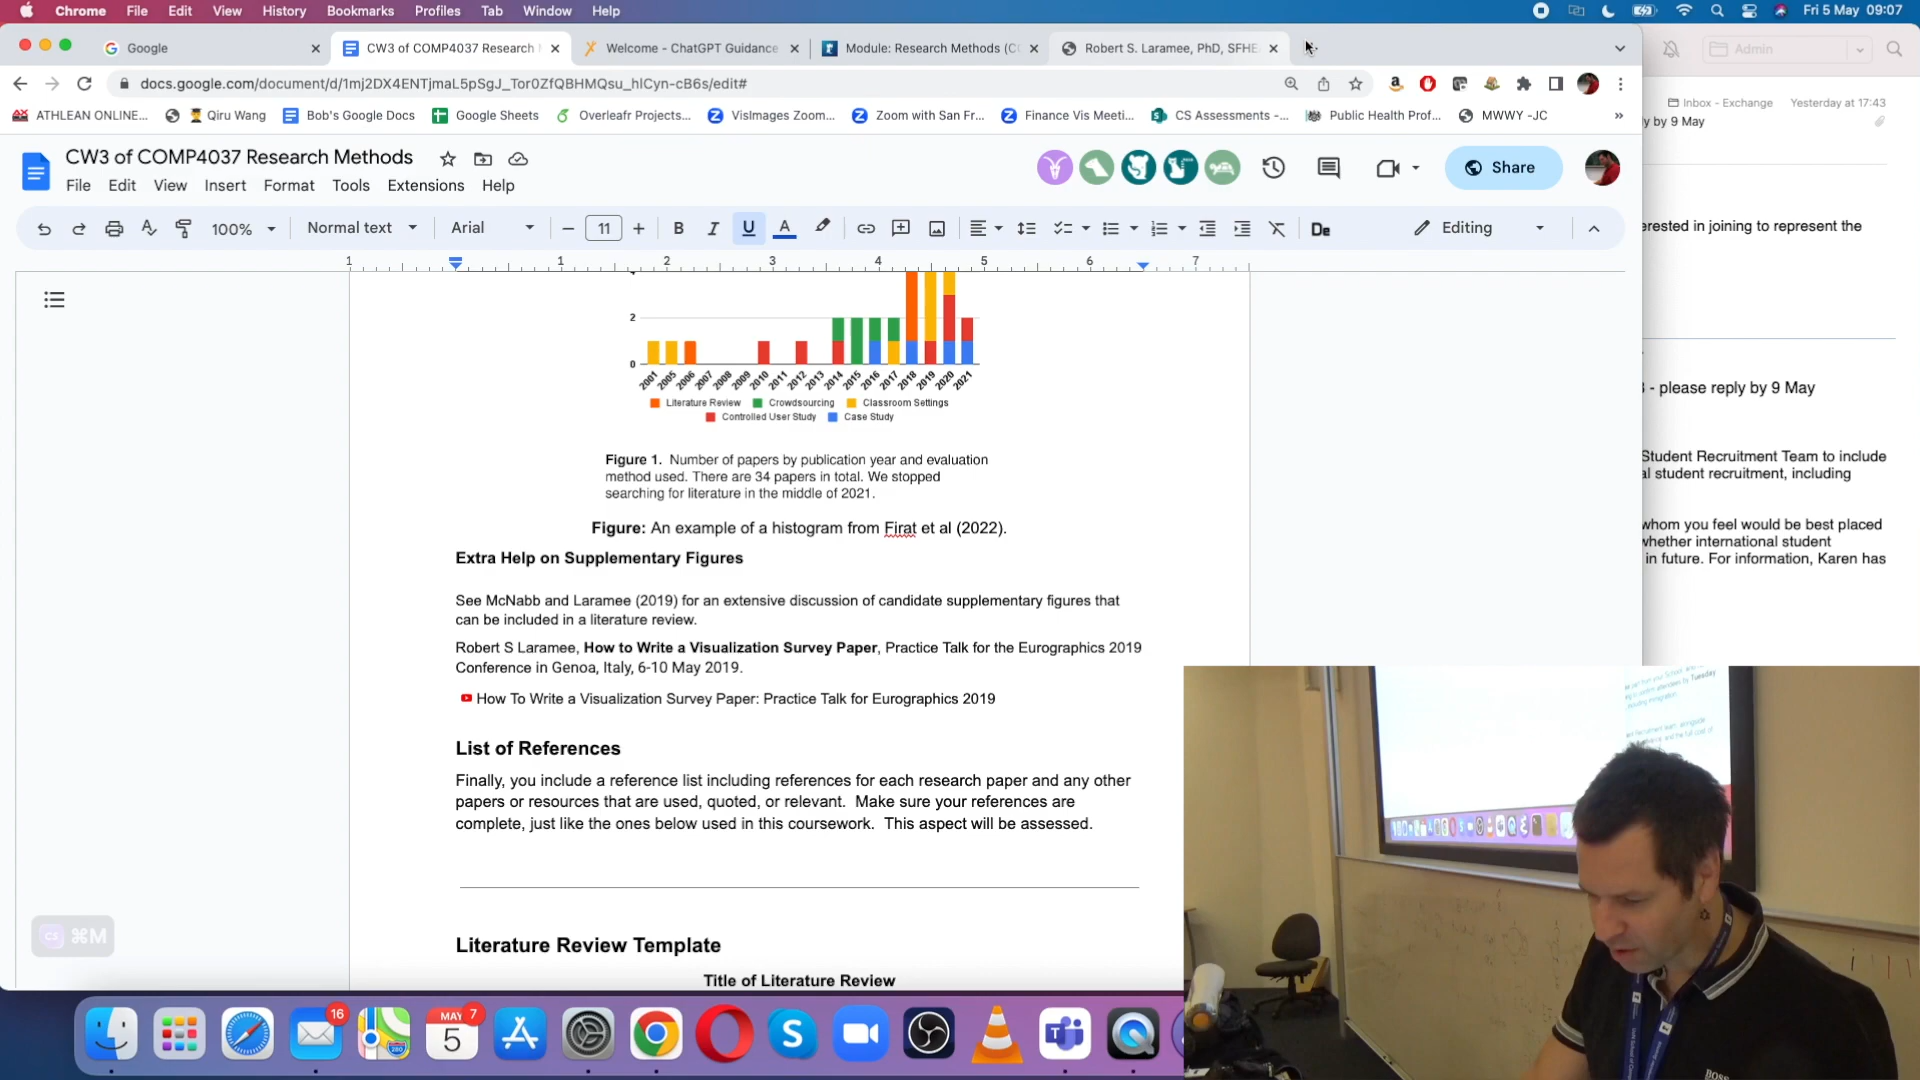 Chrome File Edit View History Bookmarks Profiles Tab Window Help
Fri 5 May 09:07
Google
CW3 of COMP4037 Research
Welcome - ChatGPT Guidance
Module: Research Methods (C
Robert S. Laramee, PhD, SFHE
Admin
docs.google.com/document/d/1mj2DX4ENTjmaL5pSgJ_Tor0ZfQBHMQsu_hlCyn-cB6s/edit#
ATHLEAN ONLINE...
Qiru Wang
Bob's Google Docs
Google Sheets
Overleafr Projects...
VisImages Zoom...
Zoom with San Fr...
Finance Vis Meeti...
CS Assessments -...
Public Health Prof...
MWWY -JC
»
Inbox - Exchange Yesterday at 17:43
ly by 9 May
CW3 of COMP4037 Research Methods
File Edit View Insert Format Tools Extensions Help
Share
100% Normal text Arial 11 B I U A De Editing
1 1 2 3 4 5 6 7
erested in joining to represent the
- please reply by 9 May
Student Recruitment Team to include
al student recruitment, including
whom you feel would be best placed
whether international student
in future. For information, Karen has
2
0
2001 2005 2006 2007 2008 2009 2010 2011 2012 2013 2014 2015 2016 2017 2018 2019 2020 2021
Literature Review Crowdsourcing Classroom Settings
Controlled User Study Case Study
Figure 1. Number of papers by publication year and evaluation
method used. There are 34 papers in total. We stopped
searching for literature in the middle of 2021.
Figure: An example of a histogram from Firat et al (2022).
Extra Help on Supplementary Figures
See McNabb and Laramee (2019) for an extensive discussion of candidate supplementary figures that
can be included in a literature review.
Robert S Laramee, How to Write a Visualization Survey Paper, Practice Talk for the Eurographics 2019
Conference in Genoa, Italy, 6-10 May 2019.
How To Write a Visualization Survey Paper: Practice Talk for Eurographics 2019
List of References
Finally, you include a reference list including references for each research paper and any other
papers or resources that are used, quoted, or relevant. Make sure your references are
complete, just like the ones below used in this coursework. This aspect will be assessed.
⌘M
Literature Review Template
Title of Literature Review
16
MAY 7
5
BOSS